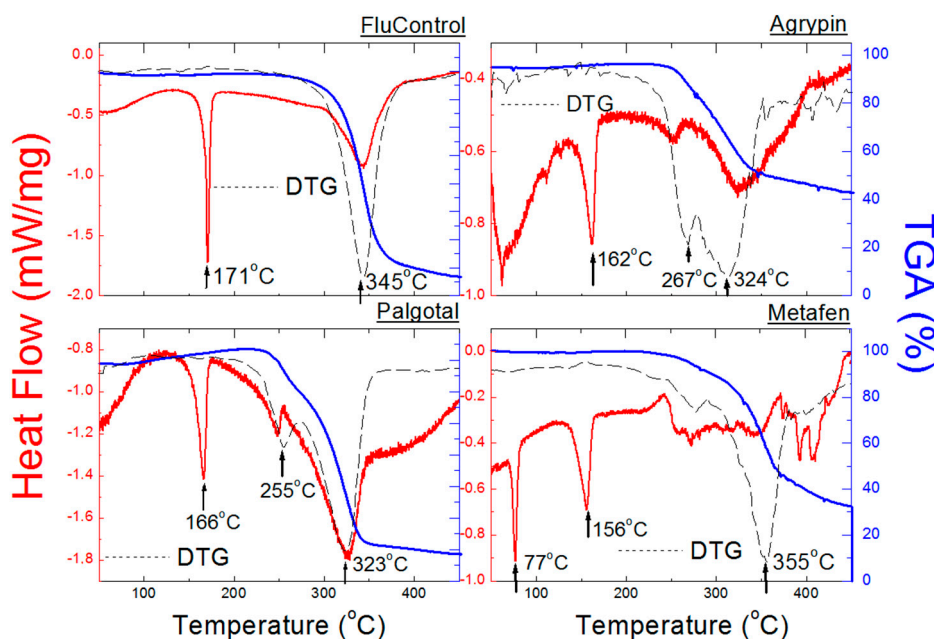 FluControl
Agrypin
0.0
-0.5
-1.0
-1.5
-2.0
DTG
171°C
345°C
-0.4
-0.6
-0.8
-1.0
DTG
162°C
267°C
324°C
100
80
60
40
20
0
Heat Flow (mW/mg)
TGA (%)
Palgotal
Metafen
-0.8
-1.0
-1.2
-1.4
-1.6
-1.8
166°C
255°C
323°C
DTG
0.0
-0.2
-0.4
-0.6
-0.8
-1.0
77°C
156°C
DTG
355°C
100
80
60
40
20
0
100 200 300 400
100 200 300 400
Temperature (°C)
Temperature (°C)